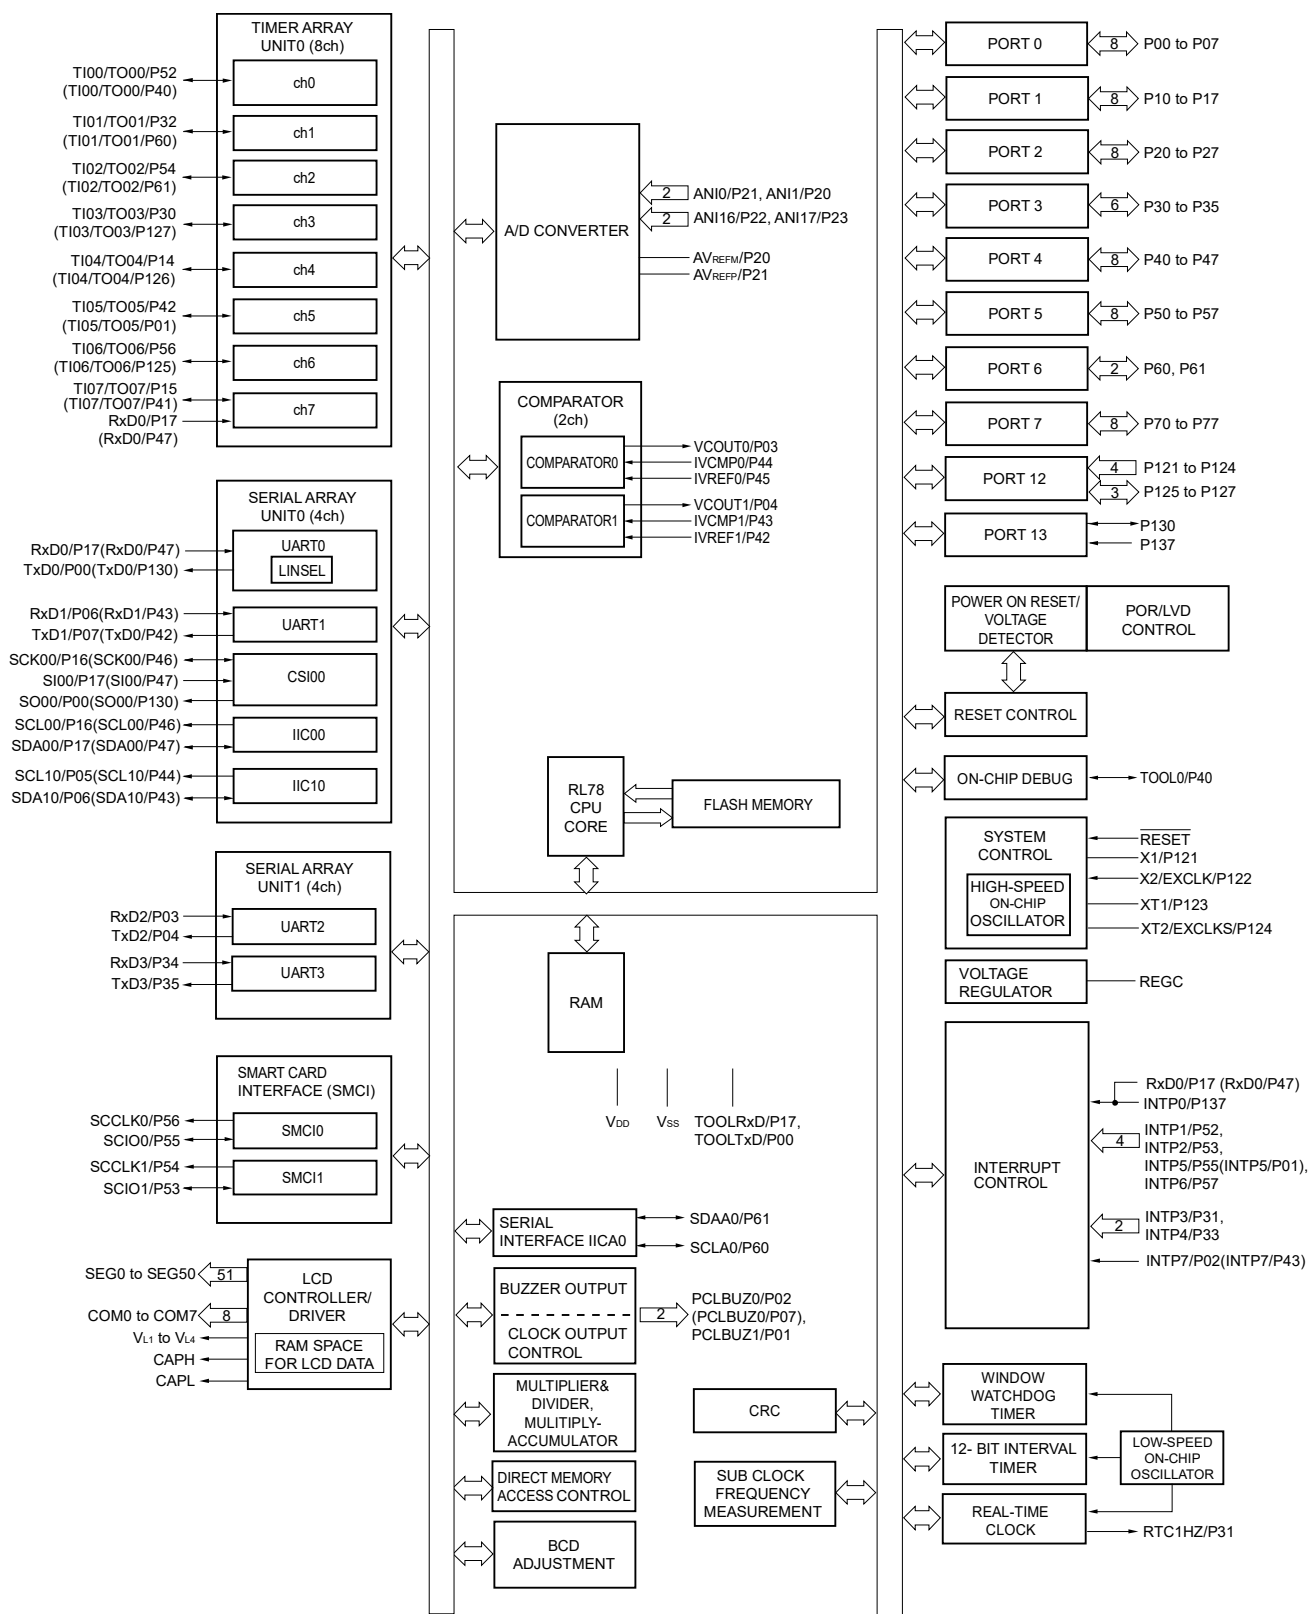 TIMER ARRAY
UNIT0 (8ch)
TI00/TO00/P52
(TI00/TO00/P40)
ch0
TI01/TO01/P32
(TI01/TO01/P60)
ch1
TI02/TO02/P54
(TI02/TO02/P61)
ch2
TI03/TO03/P30
(TI03/TO03/P127)
ch3
TI04/TO04/P14
(TI04/TO04/P126)
ch4
TI05/TO05/P42
(TI05/TO05/P01)
ch5
TI06/TO06/P56
(TI06/TO06/P125)
ch6
TI07/TO07/P15
(TI07/TO07/P41)
RxD0/P17
(RxD0/P47)
ch7
SERIAL ARRAY
UNIT0 (4ch)
RxD0/P17(RxD0/P47)
TxD0/P00(TxD0/P130)
UART0
LINSEL
RxD1/P06(RxD1/P43)
TxD1/P07(TxD0/P42)
UART1
SCK00/P16(SCK00/P46)
SI00/P17(SI00/P47)
SO00/P00(SO00/P130)
CSI00
SCL00/P16(SCL00/P46)
SDA00/P17(SDA00/P47)
IIC00
SCL10/P05(SCL10/P44)
SDA10/P06(SDA10/P43)
IIC10
SERIAL ARRAY
UNIT1 (4ch)
RxD2/P03
TxD2/P04
UART2
RxD3/P34
TxD3/P35
UART3
SMART CARD
INTERFACE (SMCI)
SCCLK0/P56
SCIO0/P55
SMCI0
SCCLK1/P54
SCIO1/P53
SMCI1
LCD
CONTROLLER/
DRIVER
SEG0 to SEG50
51
COM0 to COM7
8
VL1 to VL4
CAPH
CAPL
RAM SPACE
FOR LCD DATA
A/D CONVERTER
2
ANI0/P21, ANI1/P20
2
ANI16/P22, ANI17/P23
AVREFM/P20
AVREFP/P21
COMPARATOR
(2ch)
COMPARATOR0
VCOUT0/P03
IVCMP0/P44
IVREF0/P45
COMPARATOR1
VCOUT1/P04
IVCMP1/P43
IVREF1/P42
RL78
CPU
CORE
FLASH MEMORY
RAM
VDD
VSS
TOOLRxD/P17,
TOOLTxD/P00
SERIAL
INTERFACE IICA0
SDAA0/P61
SCLA0/P60
BUZZER OUTPUT
CLOCK OUTPUT
CONTROL
2
PCLBUZ0/P02
(PCLBUZ0/P07),
PCLBUZ1/P01
MULTIPLIER&
DIVIDER,
MULITIPLY-
ACCUMULATOR
DIRECT MEMORY
ACCESS CONTROL
BCD
ADJUSTMENT
CRC
SUB CLOCK
FREQUENCY
MEASUREMENT
PORT 0
8
P00 to P07
PORT 1
8
P10 to P17
PORT 2
8
P20 to P27
PORT 3
6
P30 to P35
PORT 4
8
P40 to P47
PORT 5
8
P50 to P57
PORT 6
2
P60, P61
PORT 7
8
P70 to P77
PORT 12
4
P121 to P124
3
P125 to P127
PORT 13
P130
P137
POWER ON RESET/
VOLTAGE
DETECTOR
POR/LVD
CONTROL
RESET CONTROL
ON-CHIP DEBUG
TOOL0/P40
SYSTEM
CONTROL
HIGH-SPEED
ON-CHIP
OSCILLATOR
RESET
X1/P121
X2/EXCLK/P122
XT1/P123
XT2/EXCLKS/P124
VOLTAGE
REGULATOR
REGC
INTERRUPT
CONTROL
RxD0/P17 (RxD0/P47)
INTP0/P137
4
INTP1/P52,
INTP2/P53,
INTP5/P55(INTP5/P01),
INTP6/P57
2
INTP3/P31,
INTP4/P33
INTP7/P02(INTP7/P43)
WINDOW
WATCHDOG
TIMER
12- BIT INTERVAL
TIMER
LOW-SPEED
ON-CHIP
OSCILLATOR
REAL-TIME
CLOCK
RTC1HZ/P31